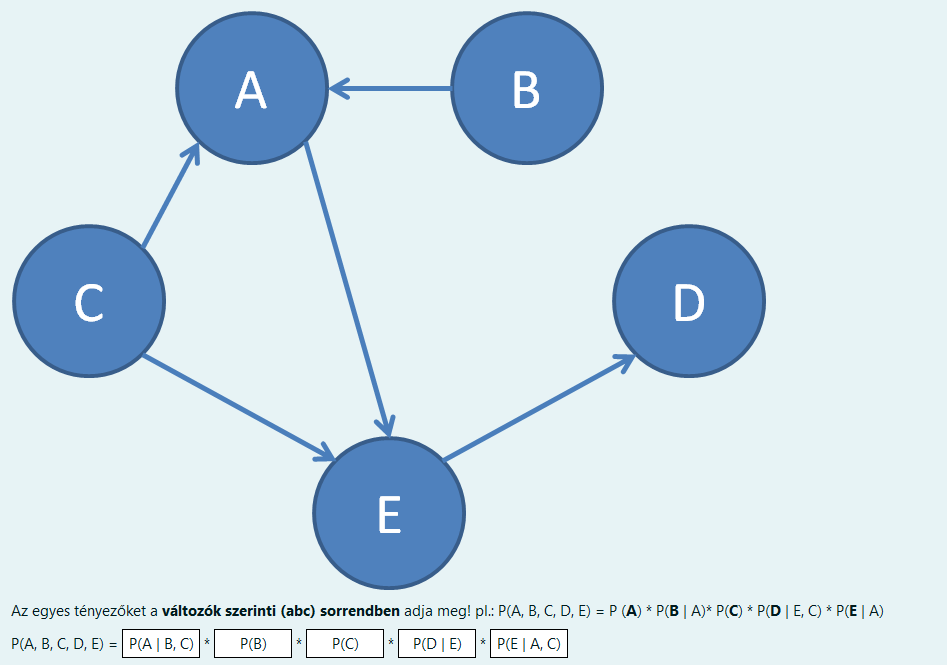 A
B
C
D
E
Az egyes tényezőket a változók szerinti (abc) sorrendben adja meg! pl.: P(A, B, C, D, E) = P (A) * P(B | A)* P(C) * P(D | E, C) * P(E | A)
P(A, B, C, D, E) = P(A | B, C) * P(B) * P(C) * P(D | E) * P(E | A, C)